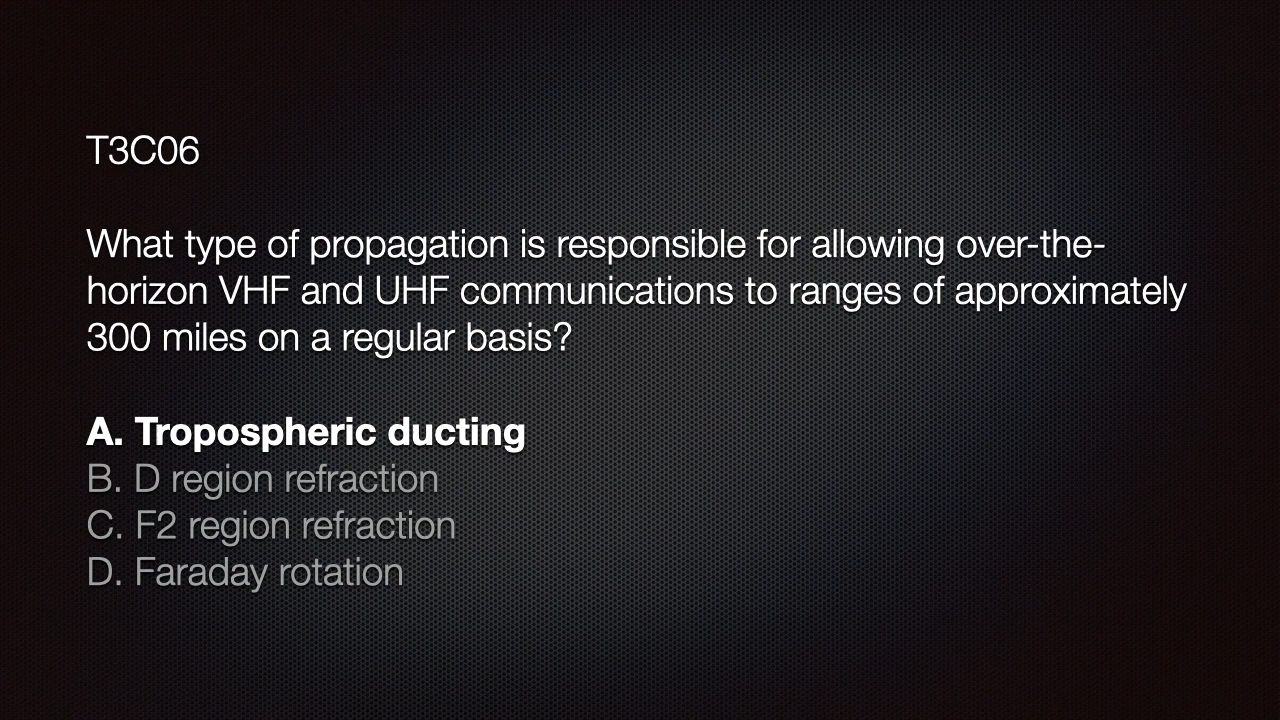 T3C06
What type of propagation is responsible for allowing over-the-
horizon VHF and UHF communications to ranges of approximately
300 miles on a regular basis?
A. Tropospheric ducting
B. D region refraction
C. F2 region refraction
D. Faraday rotation